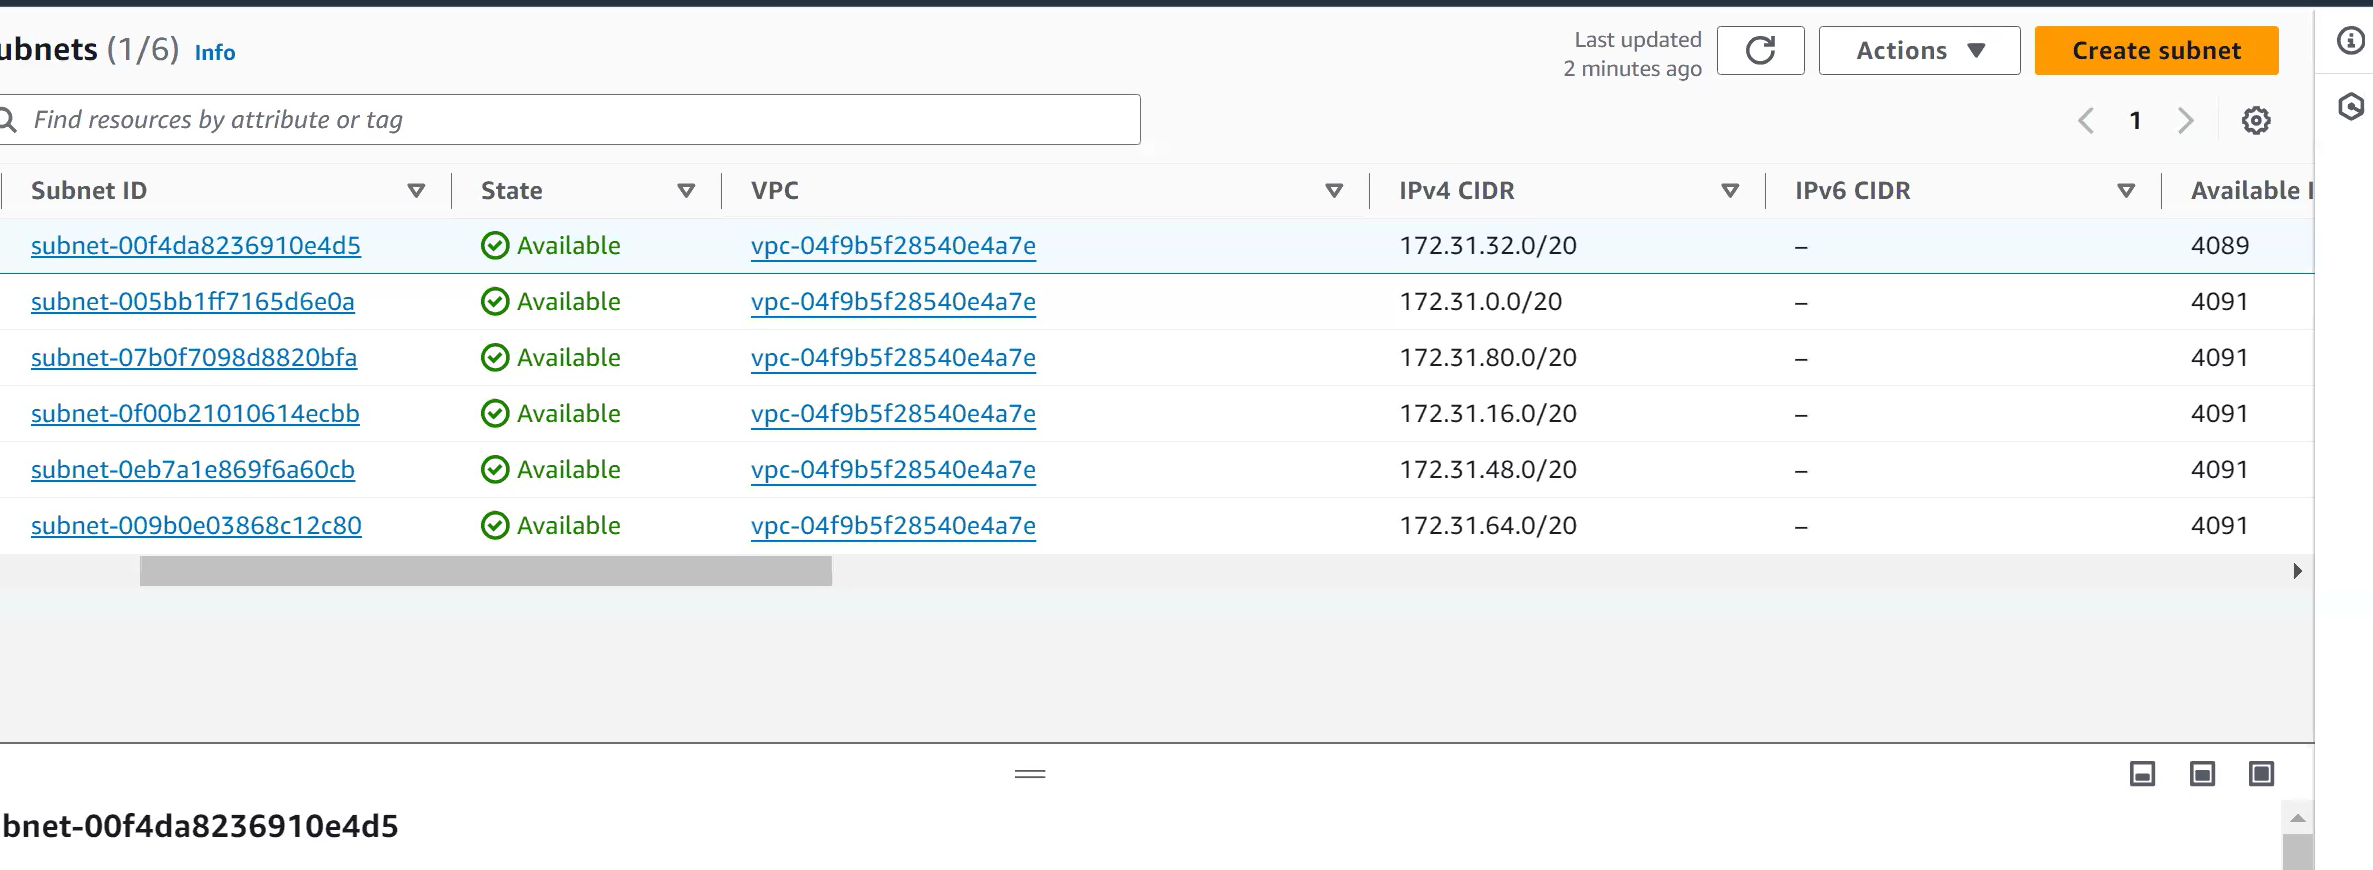 ubnets (1/6) Info
Last updated
2 minutes ago
Actions
Create subnet
Find resources by attribute or tag
1
Subnet ID State VPC IPv4 CIDR IPv6 CIDR Available I
subnet-00f4da8236910e4d5 Available vpc-04f9b5f28540e4a7e 172.31.32.0/20 – 4089
subnet-005bb1ff7165d6e0a Available vpc-04f9b5f28540e4a7e 172.31.0.0/20 – 4091
subnet-07b0f7098d8820bfa Available vpc-04f9b5f28540e4a7e 172.31.80.0/20 – 4091
subnet-0f00b21010614ecbb Available vpc-04f9b5f28540e4a7e 172.31.16.0/20 – 4091
subnet-0eb7a1e869f6a60cb Available vpc-04f9b5f28540e4a7e 172.31.48.0/20 – 4091
subnet-009b0e03868c12c80 Available vpc-04f9b5f28540e4a7e 172.31.64.0/20 – 4091
bnet-00f4da8236910e4d5